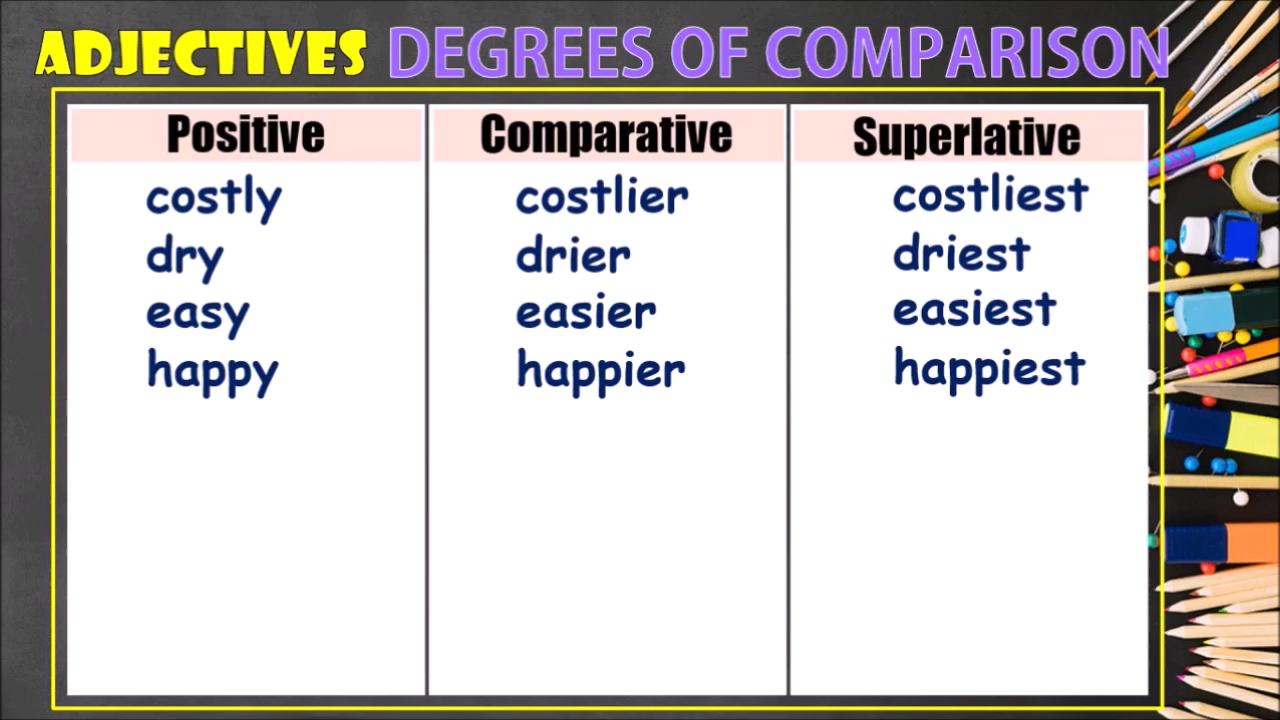 ADJECTIVES DEGREES OF COMPARISON
Positive Comparative Superlative
costly costlier costliest
dry drier driest
easy easier easiest
happy happier happiest